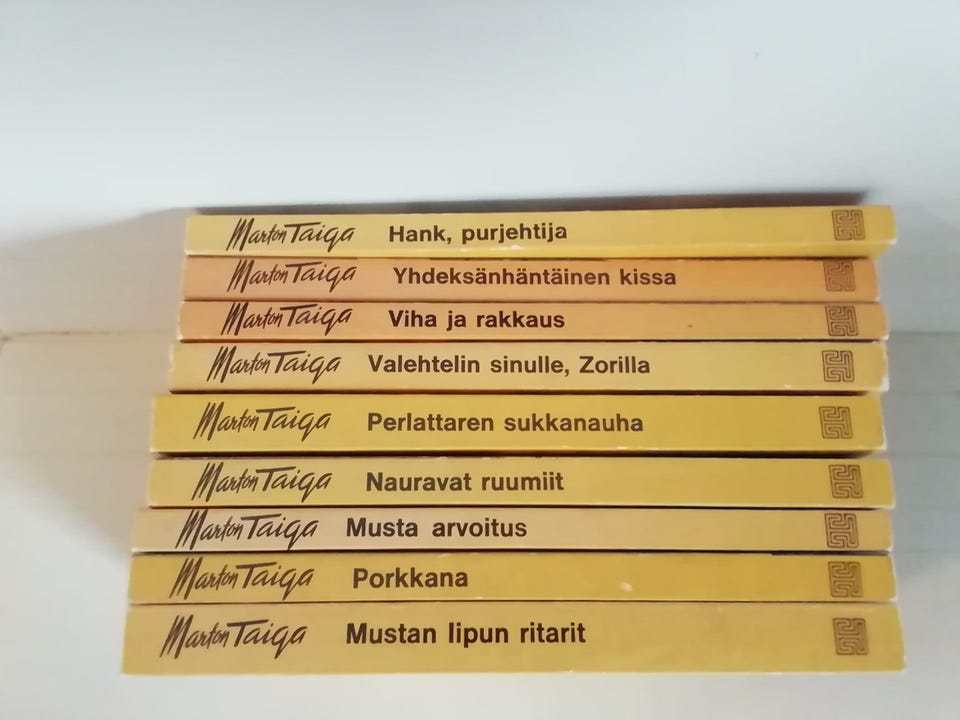 Marton Taiga Hank, purjehtija
Marton Taiga Yhdeksänhäntäinen kissa
Marton Taiga Viha ja rakkaus
Marton Taiga Valehtelin sinulle, Zorilla
Marton Taiga Perlattaren sukkanauha
Marton Taiga Nauravat ruumiit
Marton Taiga Musta arvoitus
Marton Taiga Porkkana
Marton Taiga Mustan lipun ritarit